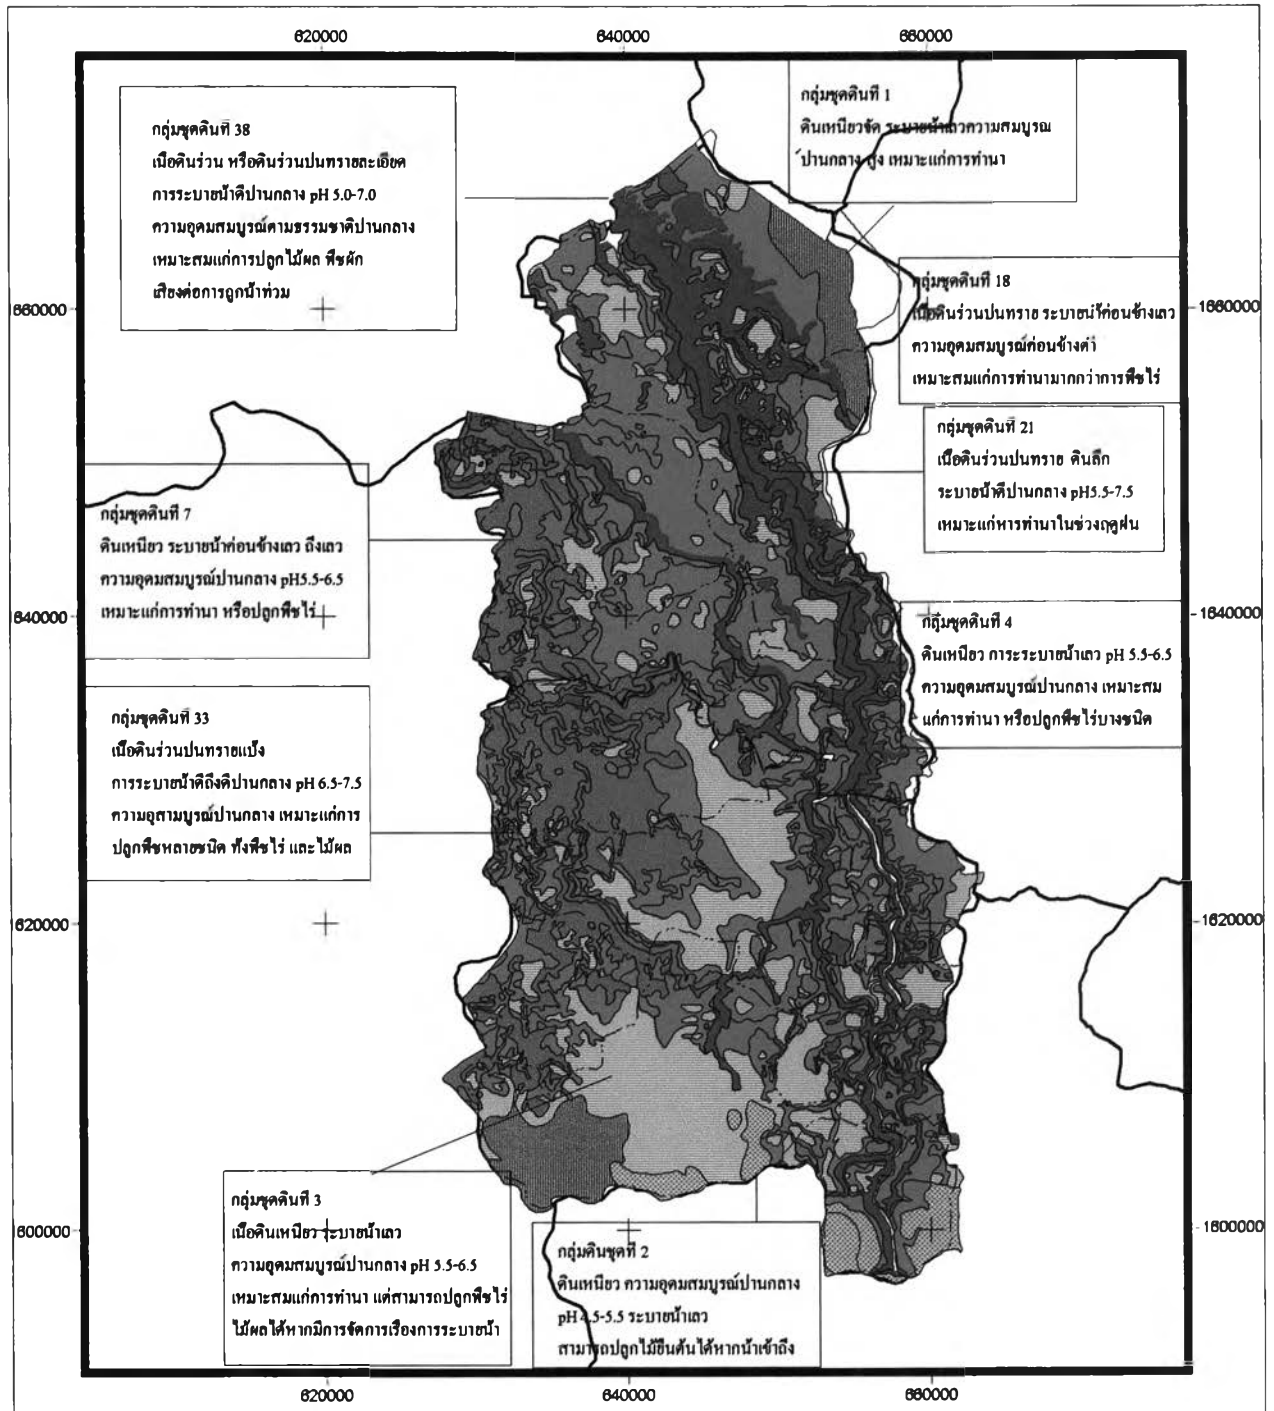 620000
640000
660000
กลุ่มชุดดินที่ 38
เนื้อดินร่วน หรือดินร่วนปนทรายละเอียด
การระบายน้ำดีปานกลาง pH 5.0-7.0
ความอุดมสมบูรณ์ตามธรรมชาติปานกลาง
เหมาะสมแก่การปลูกไม้ผล พืชผัก
เสี่ยงต่อการถูกน้ำท่วม
กลุ่มชุดดินที่ 1
ดินเหนียวจัด ระบายน้ำเลวความสมบูรณ
์ปานกลาง สูง เหมาะแก่การทำนา
กลุ่มชุดดินที่ 18
เนื้อดินร่วนปนทราย ระบายน้ำค่อนข้างเลว
ความอุดมสมบูรณ์ค่อนข้างต่ำ
เหมาะสมแก่การทำนามากกว่าการพืชไร่
1660000
1660000
กลุ่มชุดดินที่ 21
เนื้อดินร่วนปนทราย ดินลึก
ระบายน้ำดีปานกลาง pH5.5-7.5
เหมาะแก่หารทำนาในช่วงฤดูฝน
กลุ่มชุดดินที่ 7
ดินเหนียว ระบายน้ำค่อนข้างเลว ถึงเลว
ความอุดมสมบูรณ์ปานกลาง pH5.5-6.5
เหมาะแก่การทำนา หรือปลูกพืชไร่
1640000
1640000
กลุ่มชุดดินที่ 4
ดินเหนียว การะระบายน้ำเลว pH 5.5-6.5
ความอุดมสมบูรณ์ปานกลาง เหมาะสม
แก่การทำนา หรือปลูกพืชไร่บางชนิด
กลุ่มชุดดินที่ 33
เนื้อดินร่วนปนทรายแป้ง
การระบายน้ำดีถึงดีปานกลาง pH 6.5-7.5
ความอุสามบูรณ์ปานกลาง เหมาะแก่การ
ปลูกพืชหลายชนิด ทั้งพืชไร่ และไม้ผล
1620000
1620000
กลุ่มชุดดินที่ 3
เนื้อดินเหนียว ระบายน้ำเลว
ความอุดมสมบูรณ์ปานกลาง pH 5.5-6.5
เหมาะสมแก่การทำนา แต่สามารถปลูกพืชไร่
ไม้ผลได้หากมีการจัดการเรื่องการระบายน้ำ
1600000
1600000
กลุ่มดินชุดที่ 2
ดินเหนียว ความอุดมสมบูรณ์ปานกลาง
pH 4.5-5.5 ระบายน้ำเลว
สามารถปลูกไม้ยืนต้นได้หากน้ำเข้าถึง
620000
640000
660000